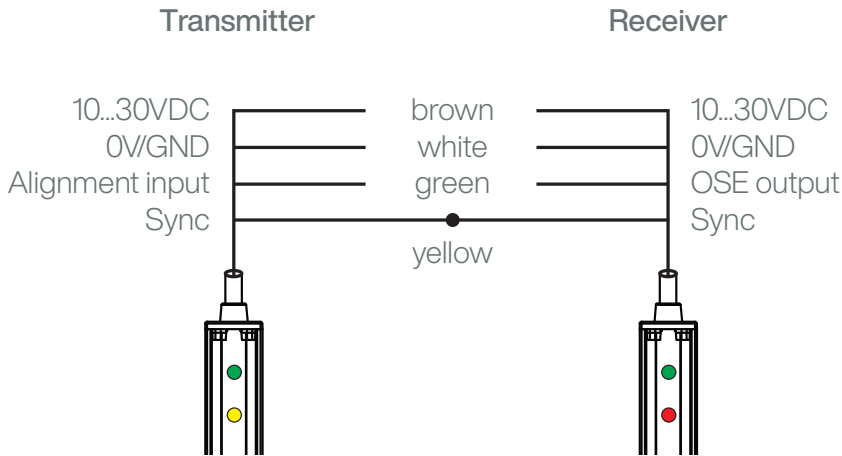 Transmitter Receiver
10...30VDC brown 10...30VDC
0V/GND white 0V/GND
Alignment input green OSE output
Sync Sync
yellow